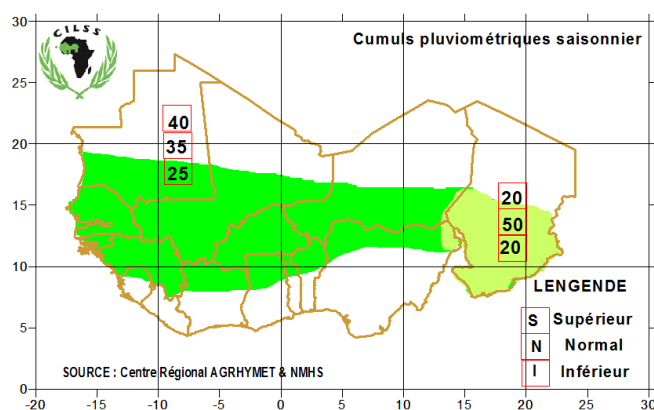 CILSS
Cumuls pluviométriques saisonnier
30
25
20
15
10
5
0
40
35
25
20
50
20
LENGENDE
S Supérieur
N Normal
I Inférieur
SOURCE : Centre Régional AGRHYMET & NMHS
-20 -15 -10 -5 0 5 10 15 20 25 30